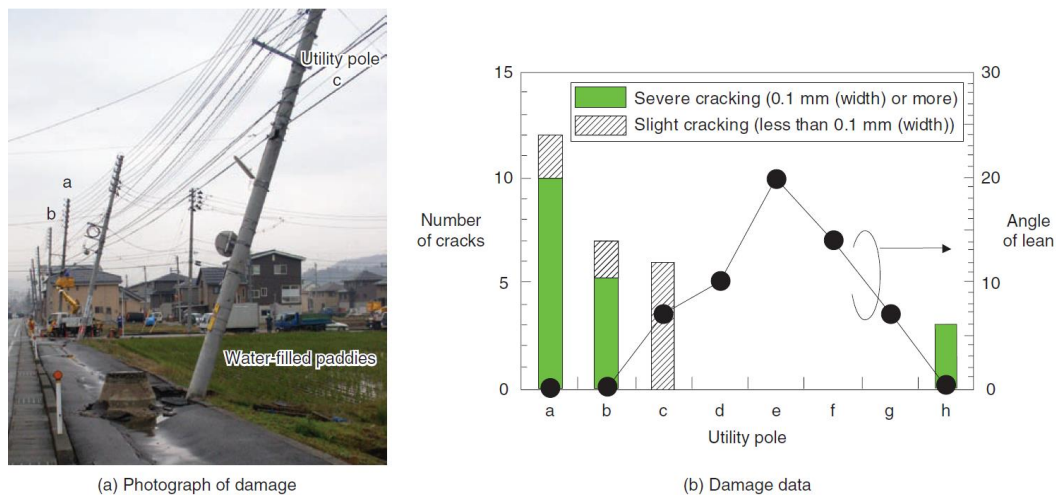 Utility pole
c
a
b
Water-filled paddies
(a) Photograph of damage
15
10
5
0
Number
of cracks
Severe cracking (0.1 mm (width) or more)
Slight cracking (less than 0.1 mm (width))
30
20
10
0
Angle
of lean
a b c d e f g h
Utility pole
(b) Damage data